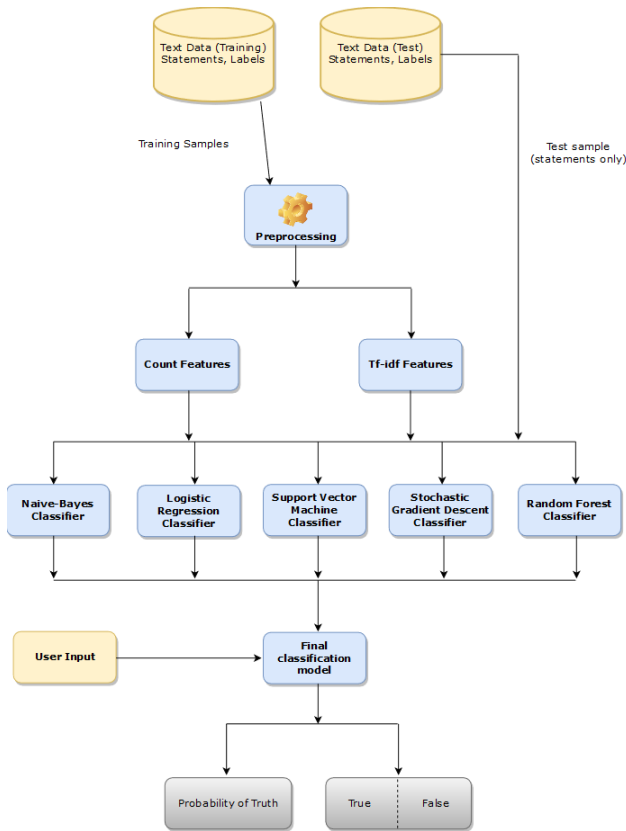 Text Data (Training)
Statements, Labels
Text Data (Test)
Statements, Labels
Training Samples
Test sample
(statements only)
Preprocessing
Count Features
Tf-idf Features
Naive-Bayes
Classifier
Logistic
Regression
Classifier
Support Vector
Machine
Classifier
Stochastic
Gradient Descent
Classifier
Random Forest
Classifier
User Input
Final
classification
model
Probability of Truth
True
False